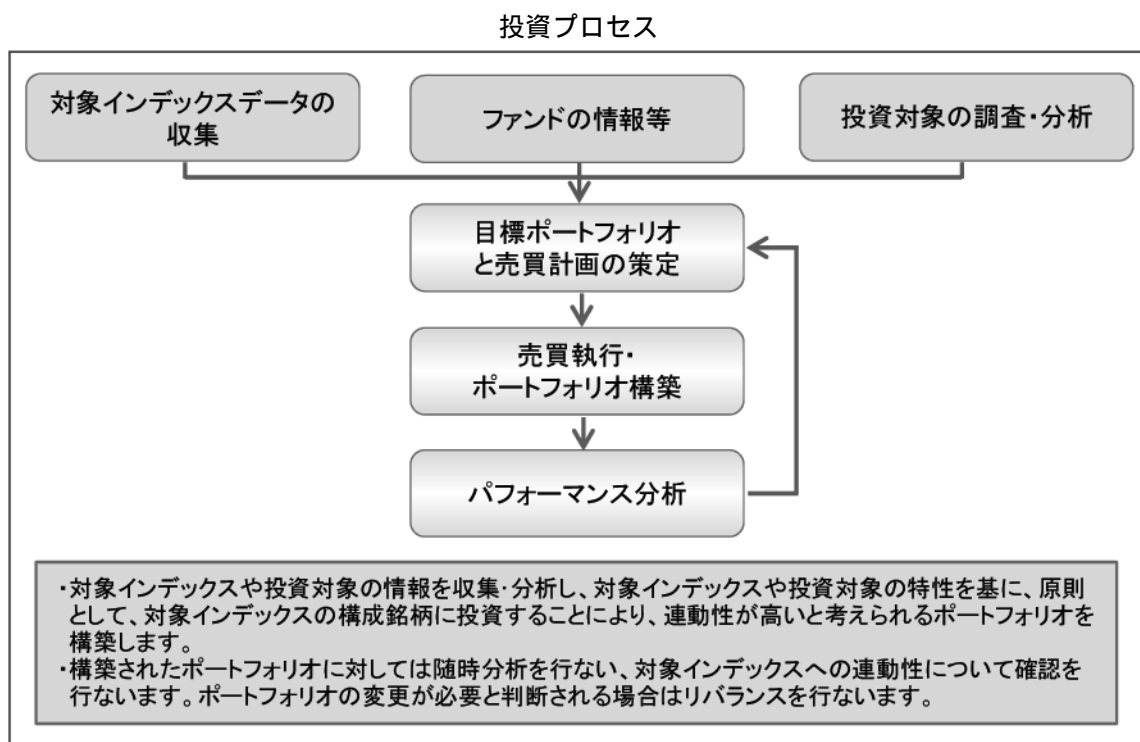 投資プロセス
対象インデックスデータの
収集
ファンドの情報等
投資対象の調査・分析
目標ポートフォリオ
と売買計画の策定
売買執行・
ポートフォリオ構築
パフォーマンス分析
・対象インデックスや投資対象の情報を収集・分析し、対象インデックスや投資対象の特性を基に、原則
として、対象インデックスの構成銘柄に投資することにより、連動性が高いと考えられるポートフォリオを
構築します。
・構築されたポートフォリオに対しては随時分析を行ない、対象インデックスへの連動性について確認を
行ないます。ポートフォリオの変更が必要と判断される場合はリバランスを行ないます。